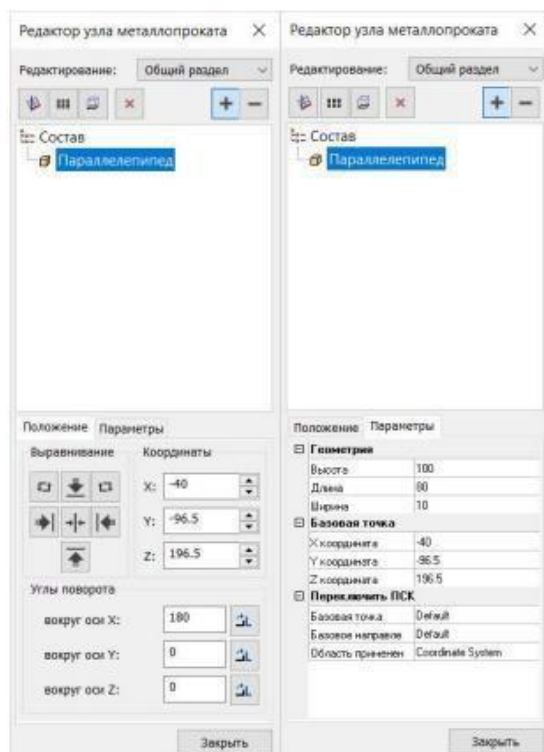 Редактор узла металлопроката
Редактирование: Общий раздел
Состав
Параллелепипед
Положение Параметры
Выравнивание Координаты
X: -40
Y: -96.5
Z: 196.5
Углы поворота
вокруг оси X: 180
вокруг оси Y: 0
вокруг оси Z: 0
Закрыть
Редактор узла металлопроката
Редактирование: Общий раздел
Состав
Параллелепипед
Положение Параметры
Геометрия
Высота 100
Длина 80
Ширина 10
Базовая точка
X координата -40
Y координата -96.5
Z координата 196.5
Переключить ПСК
Базовая точка Default
Базовое направле Default
Область применен Coordinate System
Закрыть